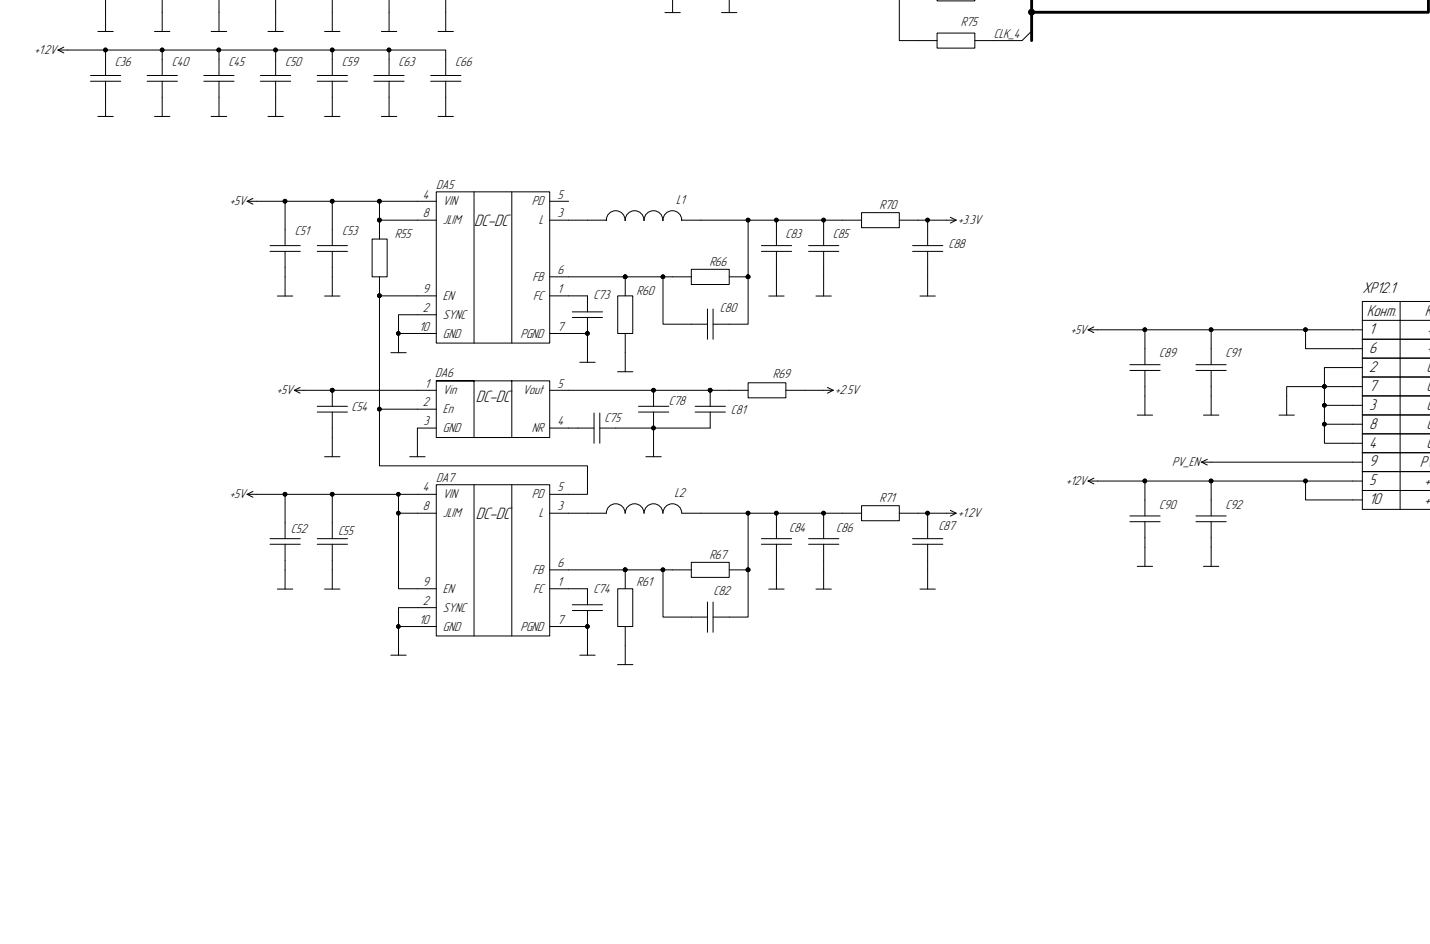 R75
CLK_4
+1.2V C36 C40 C45 C50 C59 C63 C66
DA5
+5V 4 VIN PD 5 L1
8 JLIM DC-DC L 3 R70 +3.3V
C51 C53 R55 C83 C85 C88
FB 6 R66
9 EN FC 1 C73 R60
2 SYNC C80
10 GND PGND 7
DA6
+5V 1 Vin DC-DC Vout 5 R69 +2.5V
C54 2 En C78 C81
3 GND NR 4 C75
DA7
+5V 4 VIN PD 5 L2
8 JLIM DC-DC L 3 R71 +1.2V
C52 C55 C84 C86 C87
FB 6 R67
9 EN FC 1 C74 R61 C82
2 SYNC
10 GND PGND 7
XP12.1
Конт.
+5V 1
C89 C91 6
2
7
3
8
4
PV_EN 9
+12V 5
C90 C92 10